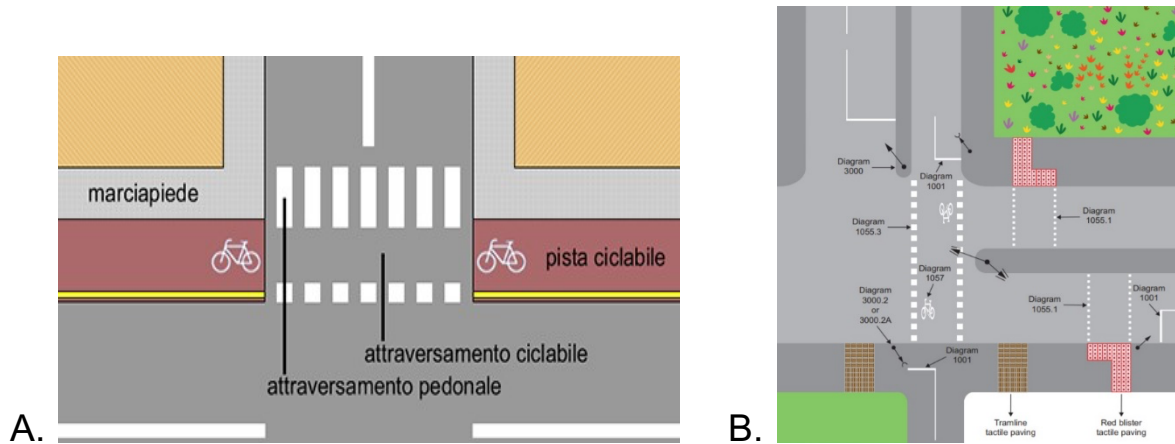 marciapiede
pista ciclabile
attraversamento ciclabile
attraversamento pedonale
A.
Diagram
3000
Diagram
1001
Diagram
1055.3
Diagram
1055.1
Diagram
1057
Diagram
3000.2
or
3000.2A
Diagram
1055.1
Diagram
1001
Diagram
1001
Tramline
tactile paving
Red blister
tactile paving
B.